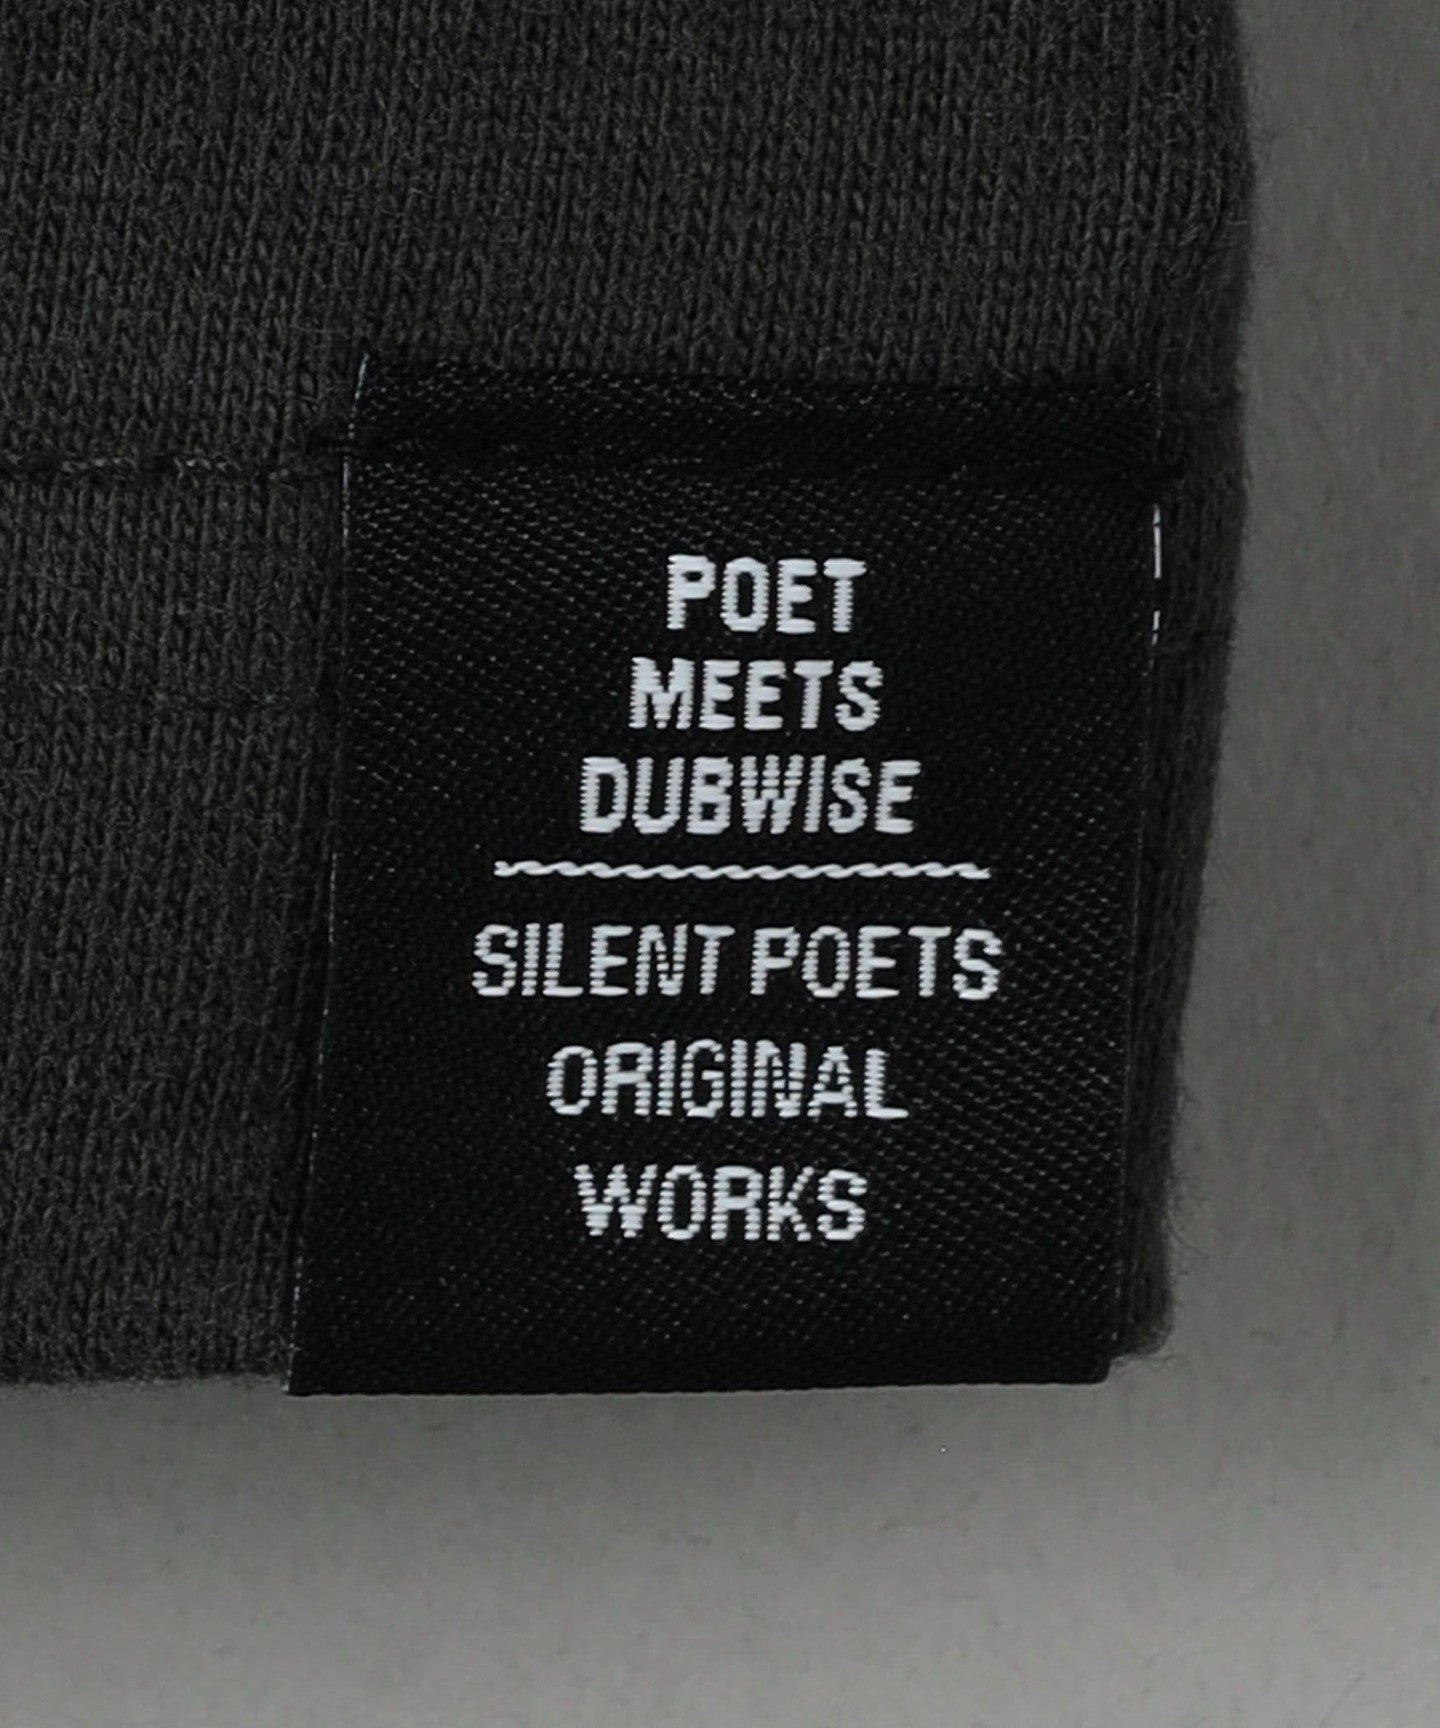 POET
MEETS
DUBWISE
SILENT POETS
ORIGINAL
WORKS